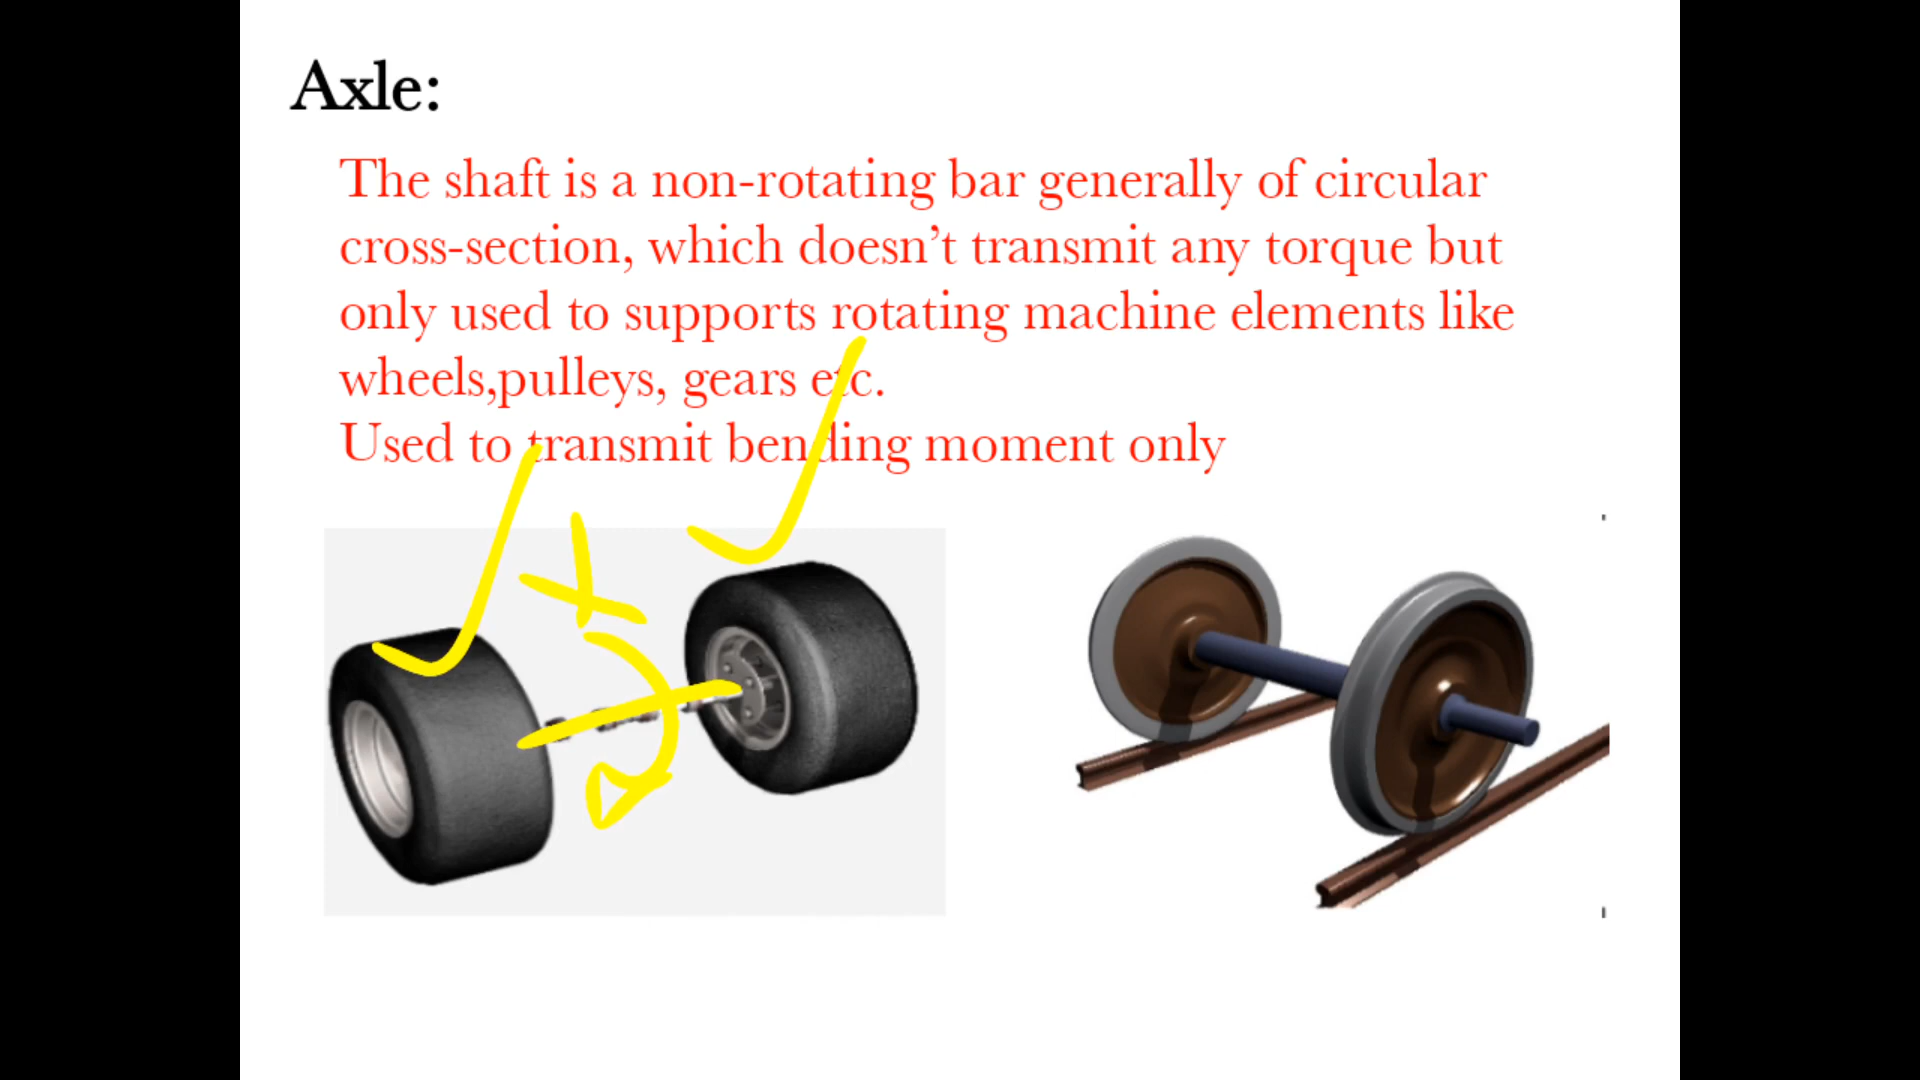 Axle:
The shaft is a non-rotating bar generally of circular
cross-section, which doesn’t transmit any torque but
only used to supports rotating machine elements like
wheels,pulleys, gears etc.
Used to transmit bending moment only